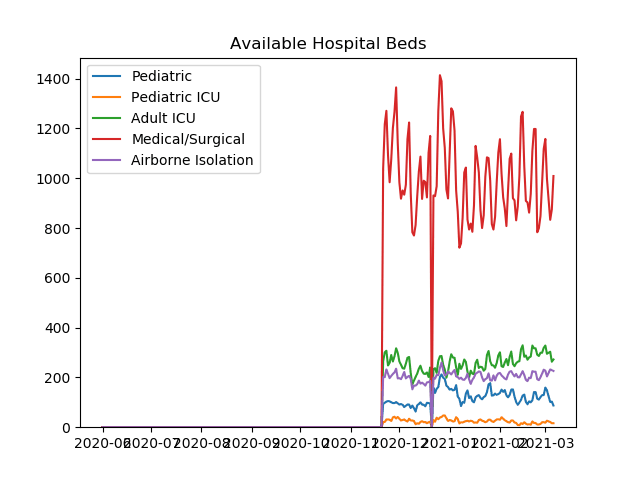 Available Hospital Beds
1400
1200
1000
800
600
400
200
0
Pediatric
Pediatric ICU
Adult ICU
Medical/Surgical
Airborne Isolation
2020-06 2020-07 2020-08 2020-09 2020-10 2020-11 2020-12 2021-01 2021-02 2021-03